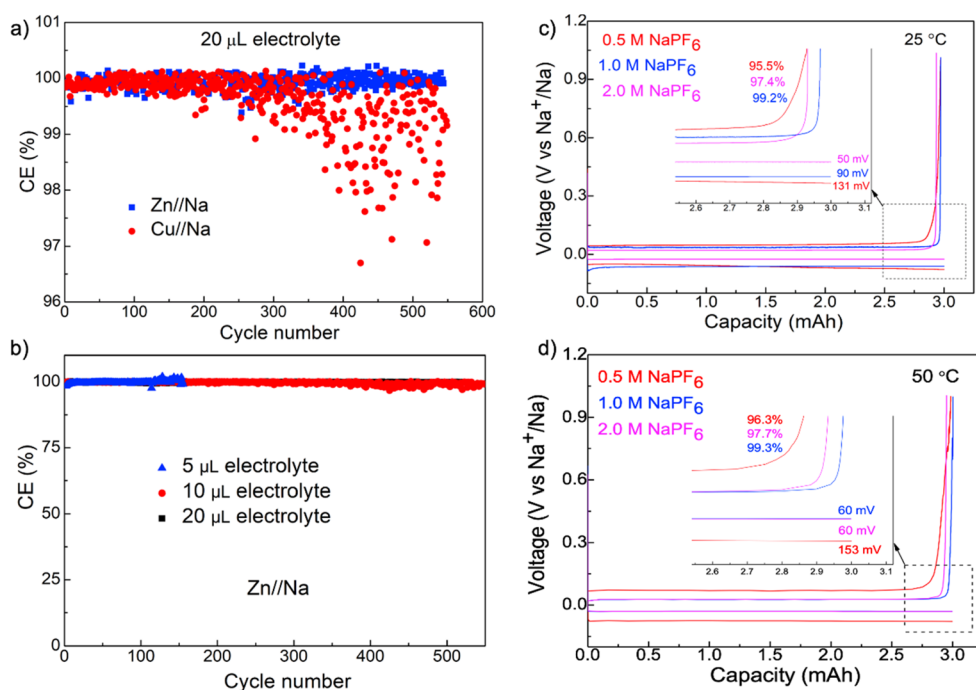 a)
20 μL electrolyte
CE (%)
101
100
99
98
97
96
Zn//Na
Cu//Na
0 100 200 300 400 500 600
Cycle number
b)
CE (%)
100
75
50
25
0
5 μL electrolyte
10 μL electrolyte
20 μL electrolyte
Zn//Na
0 100 200 300 400 500
Cycle number
c)
Voltage (V vs Na⁺/Na)
1.2
0.9
0.6
0.3
0.0
0.5 M NaPF₆
1.0 M NaPF₆
2.0 M NaPF₆
25 °C
95.5%
97.4%
99.2%
50 mV
90 mV
131 mV
2.6 2.7 2.8 2.9 3.0 3.1
0.0 0.5 1.0 1.5 2.0 2.5 3.0
Capacity (mAh)
d)
Voltage (V vs Na⁺/Na)
1.2
0.9
0.6
0.3
0.0
0.5 M NaPF₆
1.0 M NaPF₆
2.0 M NaPF₆
50 °C
96.3%
97.7%
99.3%
60 mV
60 mV
153 mV
2.6 2.7 2.8 2.9 3.0 3.1
0.0 0.5 1.0 1.5 2.0 2.5 3.0
Capacity (mAh)